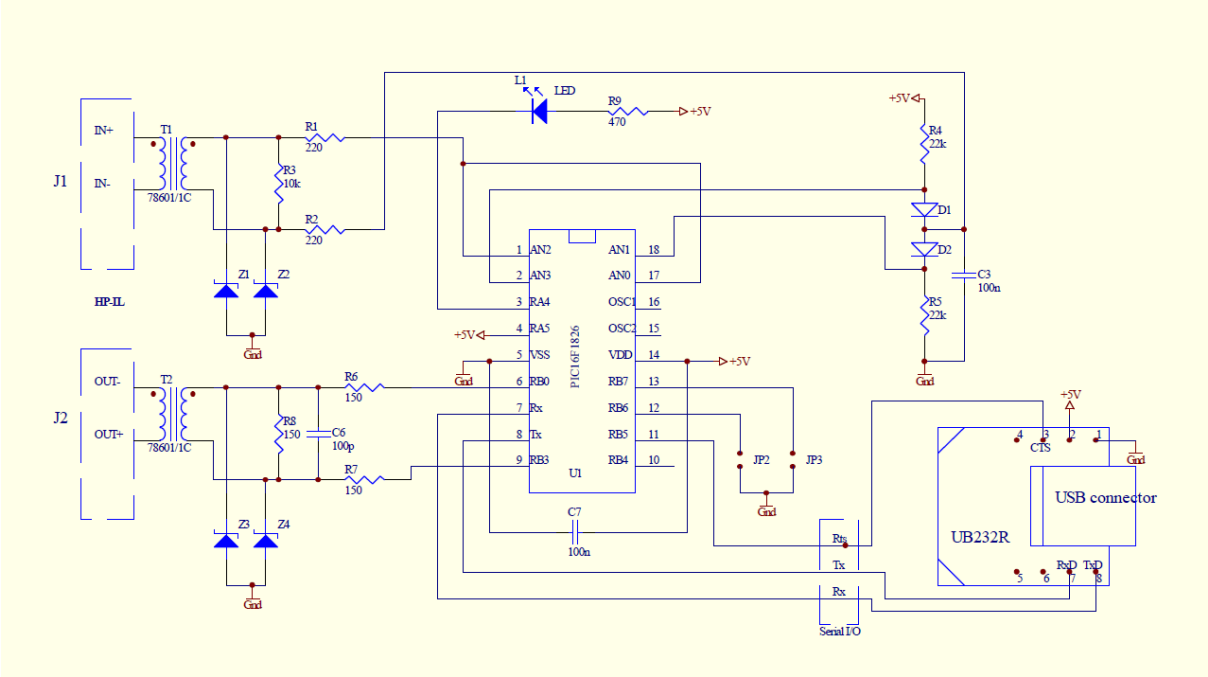 L1
LED
R9
470
+5V
+5V
R4
22k
J1
IN+
IN-
T1
78601/1C
R1
220
R3
10k
R2
220
D1
D2
C3
100n
R5
22k
Gnd
HP-IL
Z1
Z2
Gnd
1 AN2
2 AN3
3 RA4
4 RA5
5 VSS
6 RB0
7 Rx
8 Tx
9 RB3
PIC16F1826
U1
AN1 18
AN0 17
OSC1 16
OSC2 15
VDD 14
RB7 13
RB6 12
RB5 11
RB4 10
+5V
Gnd
+5V
J2
OUT-
OUT+
T2
78601/1C
R6
150
R8
150
C6
100p
R7
150
Z3
Z4
Gnd
C7
100n
JP2
JP3
Gnd
Rts
Tx
Rx
Serial I/O
+5V
4 3 2 1
CTS
Gnd
USB connector
UB232R
RxD TxD
5 6 7 8